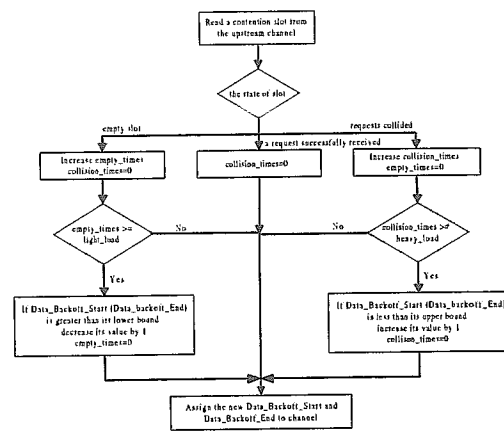 Read a contention slot from
the upstream channel
the state of slot
empty slot
requests collided
a request successfully received
Increase empty_times
collision_times=0
collision_times=0
Increase collision_times
empty_times=0
empty_times >=
light_load
No
No
collision_times >=
heavy_load
Yes
Yes
If Data_Backoff_Start (Data_backoff_End)
is greater than its lower bound
decrease its value by 1
empty_times=0
If Data_Backoff_Start (Data_backoff_End)
is less than its upper bound
increase its value by 1
collison_times=0
Assign the new Data_Backoff_Start and
Data_Backoff_End to channel